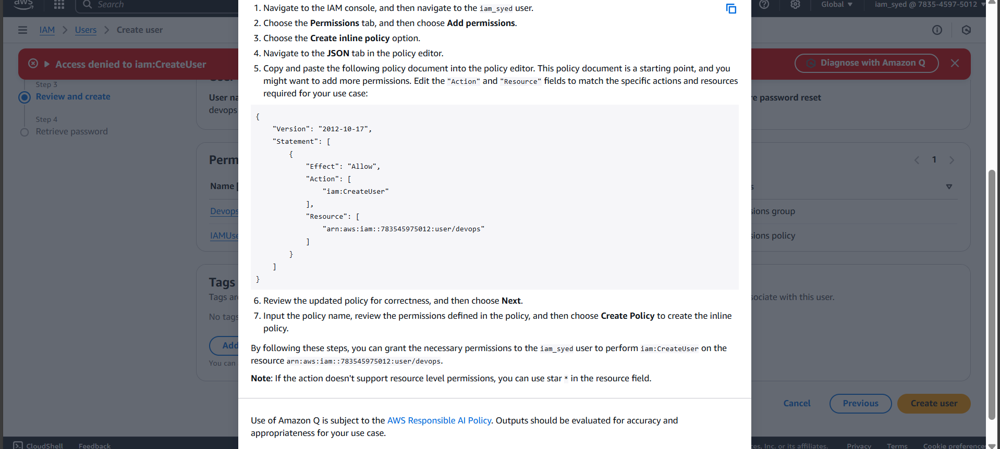 aws
Search
Global
iam_syed @ 7835-4597-5012
IAM
Users
Create user
Access denied to iam:CreateUser
Diagnose with Amazon Q
Step 3
Review and create
Step 4
Retrieve password
User na
devops
re password reset
Perm
1
Name
Devops
ions group
IAMUse
ions policy
Tags
Tags are
No tags
sociate with this user.
Add
You can
Cancel
Previous
Create user
CloudShell
Feedback
es, Inc. or its affiliates.
Privacy
Terms
Cookie preferences
1. Navigate to the IAM console, and then navigate to the iam_syed user.
2. Choose the Permissions tab, and then choose Add permissions.
3. Choose the Create inline policy option.
4. Navigate to the JSON tab in the policy editor.
5. Copy and paste the following policy document into the policy editor. This policy document is a starting point, and you
might want to add more permissions. Edit the "Action" and "Resource" fields to match the specific actions and resources
required for your use case:
{
    "Version": "2012-10-17",
    "Statement": [
        {
            "Effect": "Allow",
            "Action": [
                "iam:CreateUser"
            ],
            "Resource": [
                "arn:aws:iam::783545975012:user/devops"
            ]
        }
    ]
}
6. Review the updated policy for correctness, and then choose Next.
7. Input the policy name, review the permissions defined in the policy, and then choose Create Policy to create the inline
policy.
By following these steps, you can grant the necessary permissions to the iam_syed user to perform iam:CreateUser on the
resource arn:aws:iam::783545975012:user/devops.
Note: If the action doesn't support resource level permissions, you can use star * in the resource field.
Use of Amazon Q is subject to the AWS Responsible AI Policy. Outputs should be evaluated for accuracy and
appropriateness for your use case.